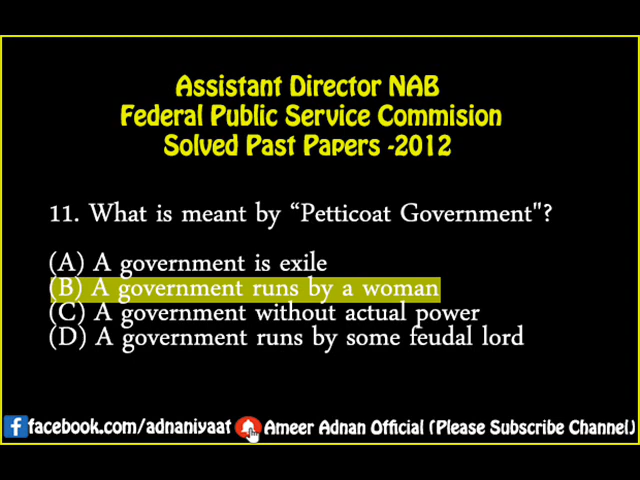 Assistant Director NAB
Federal Public Service Commision
Solved Past Papers -2012
11. What is meant by “Petticoat Government"?
(A) A government is exile
(B) A government runs by a woman
(C) A government without actual power
(D) A government runs by some feudal lord
facebook.com/adnaniyaat Ameer Adnan Official (Please Subscribe Channel)